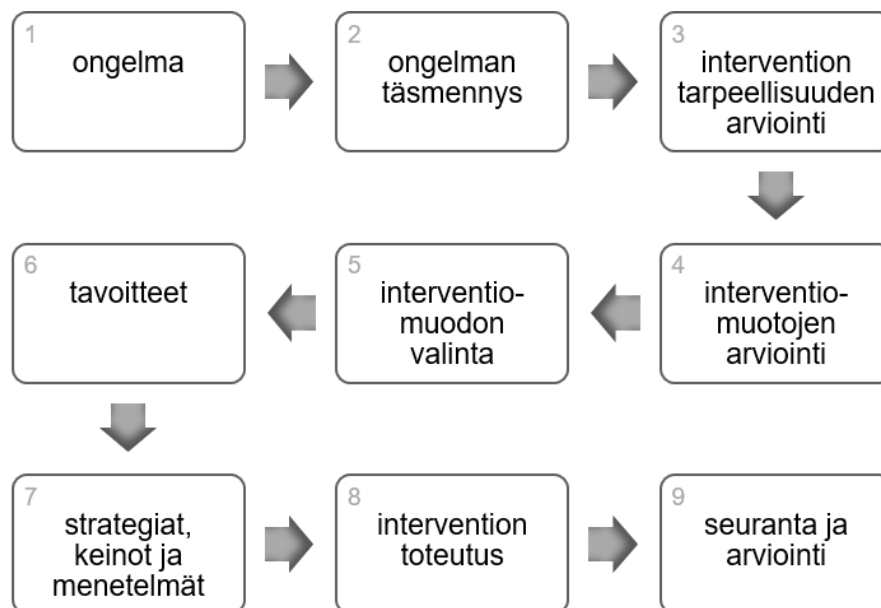 1
ongelma
2
ongelman
täsmennys
3
intervention
tarpeellisuuden
arviointi
4
interventio-
muotojen
arviointi
5
interventio-
muodon
valinta
6
tavoitteet
7
strategiat,
keinot ja
menetelmät
8
intervention
toteutus
9
seuranta ja
arviointi